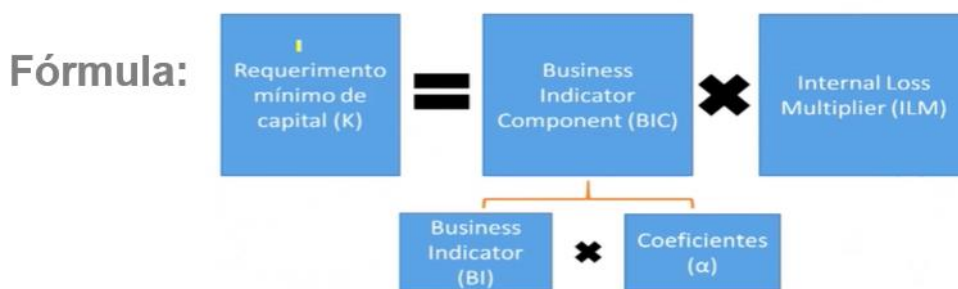 Fórmula:
Requerimento
mínimo de
capital (K)
Business
Indicator
Component (BIC)
Internal Loss
Multiplier (ILM)
Business
Indicator
(BI)
Coeficientes
(α)